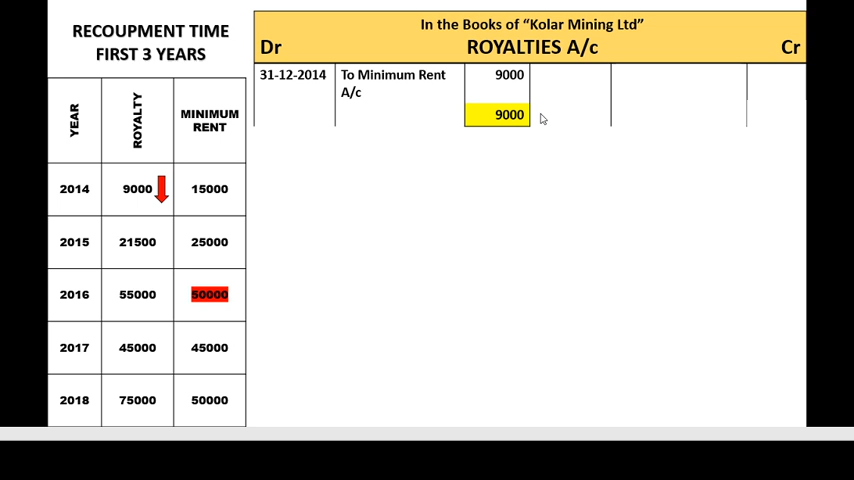 RECOUPMENT TIME
FIRST 3 YEARS
YEAR
ROYALTY
MINIMUM
RENT
2014
9000
15000
2015
21500
25000
2016
55000
50000
2017
45000
45000
2018
75000
50000
In the Books of “Kolar Mining Ltd”
Dr
ROYALTIES A/c
Cr
31-12-2014
To Minimum Rent
9000
A/c
9000